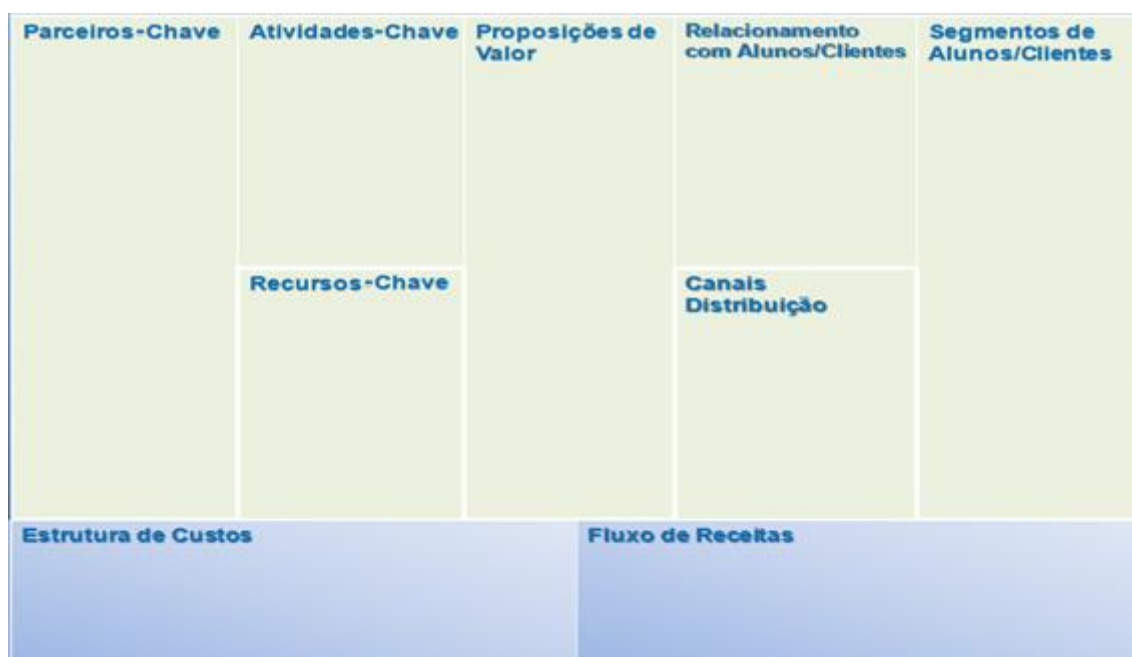 Parceiros-Chave
Atividades-Chave
Proposições de
Valor
Relacionamento
com Alunos/Clientes
Segmentos de
Alunos/Clientes
Recursos-Chave
Canais
Distribuição
Estrutura de Custos
Fluxo de Receitas